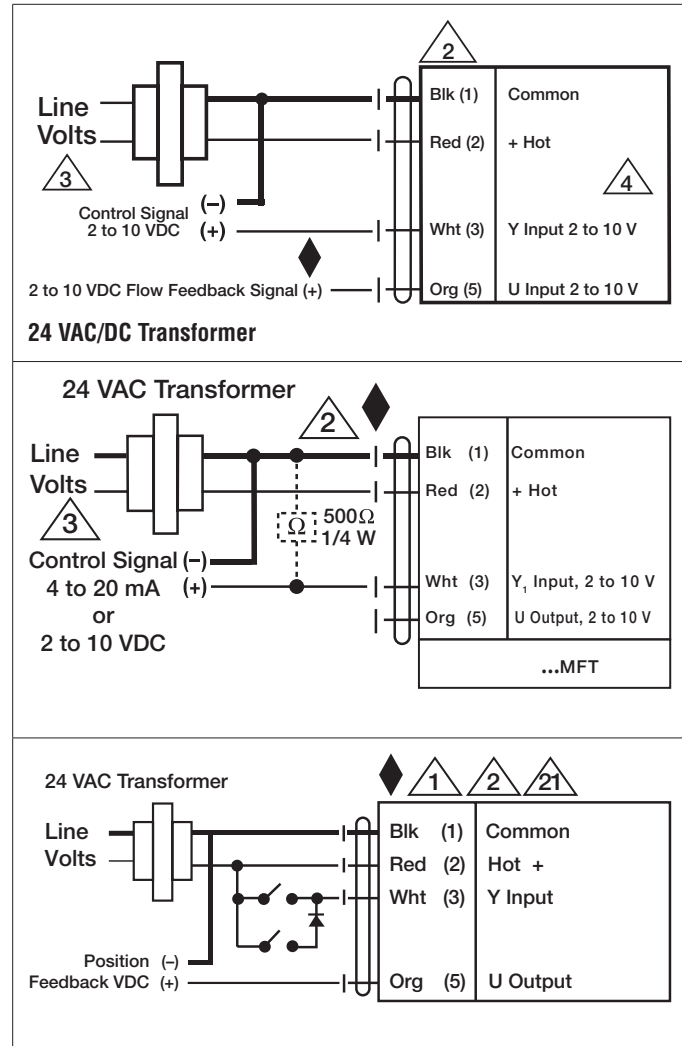 2
Line
Volts
3
Control Signal (–)
2 to 10 VDC (+)
2 to 10 VDC Flow Feedback Signal (+)
Blk (1) Common
Red (2) + Hot
4
Wht (3) Y Input 2 to 10 V
Org (5) U Input 2 to 10 V
24 VAC/DC Transformer
24 VAC Transformer
2
Line
Volts
3
Ω 500Ω
1/4 W
Control Signal (–)
4 to 20 mA (+)
or
2 to 10 VDC
Blk (1) Common
Red (2) + Hot
Wht (3) Y₁ Input, 2 to 10 V
Org (5) U Output, 2 to 10 V
...MFT
24 VAC Transformer
1 2 21
Line
Volts
Blk (1) Common
Red (2) Hot +
Wht (3) Y Input
Position (–)
Feedback VDC (+)
Org (5) U Output